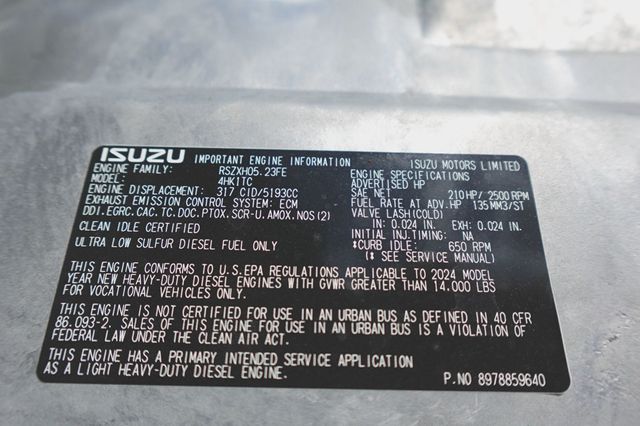 ISUZU IMPORTANT ENGINE INFORMATION ISUZU MOTORS LIMITED
ENGINE FAMILY: RSZXH05.23FE
MODEL: 4HK1TC
ENGINE DISPLACEMENT: 317 CID/5193CC
EXHAUST EMISSION CONTROL SYSTEM: ECM
DDI.EGRC.CAC.TC.DOC.PTOX.SCR-U.AMOX.NOS(2)
CLEAN IDLE CERTIFIED
ULTRA LOW SULFUR DIESEL FUEL ONLY
ENGINE SPECIFICATIONS
ADVERTISED HP
SAE NET 210HP/2500RPM
FUEL RATE AT ADV.HP 135MM3/ST
VALVE LASH(COLD)
IN: 0.024 IN. EXH: 0.024 IN.
INITIAL INJ.TIMING: NA
*CURB IDLE: 650 RPM
(* SEE SERVICE MANUAL)
THIS ENGINE CONFORMS TO U.S.EPA REGULATIONS APPLICABLE TO 2024 MODEL
YEAR NEW HEAVY-DUTY DIESEL ENGINES WITH GVWR GREATER THAN 14.000 LBS
FOR VOCATIONAL VEHICLES ONLY.
THIS ENGINE IS NOT CERTIFIED FOR USE IN AN URBAN BUS AS DEFINED IN 40 CFR
86.093-2. SALES OF THIS ENGINE FOR USE IN AN URBAN BUS IS A VIOLATION OF
FEDERAL LAW UNDER THE CLEAN AIR ACT.
THIS ENGINE HAS A PRIMARY INTENDED SERVICE APPLICATION
AS A LIGHT HEAVY-DUTY DIESEL ENGINE.
P.NO 8978859640